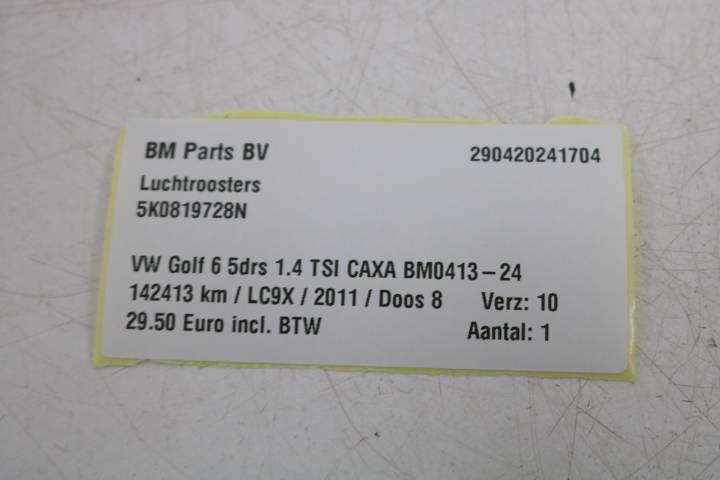 BM Parts BV 290420241704
Luchtroosters
5K0819728N
VW Golf 6 5drs 1.4 TSI CAXA BM0413-24
142413 km / LC9X / 2011 / Doos 8 Verz: 10
29.50 Euro incl. BTW Aantal: 1